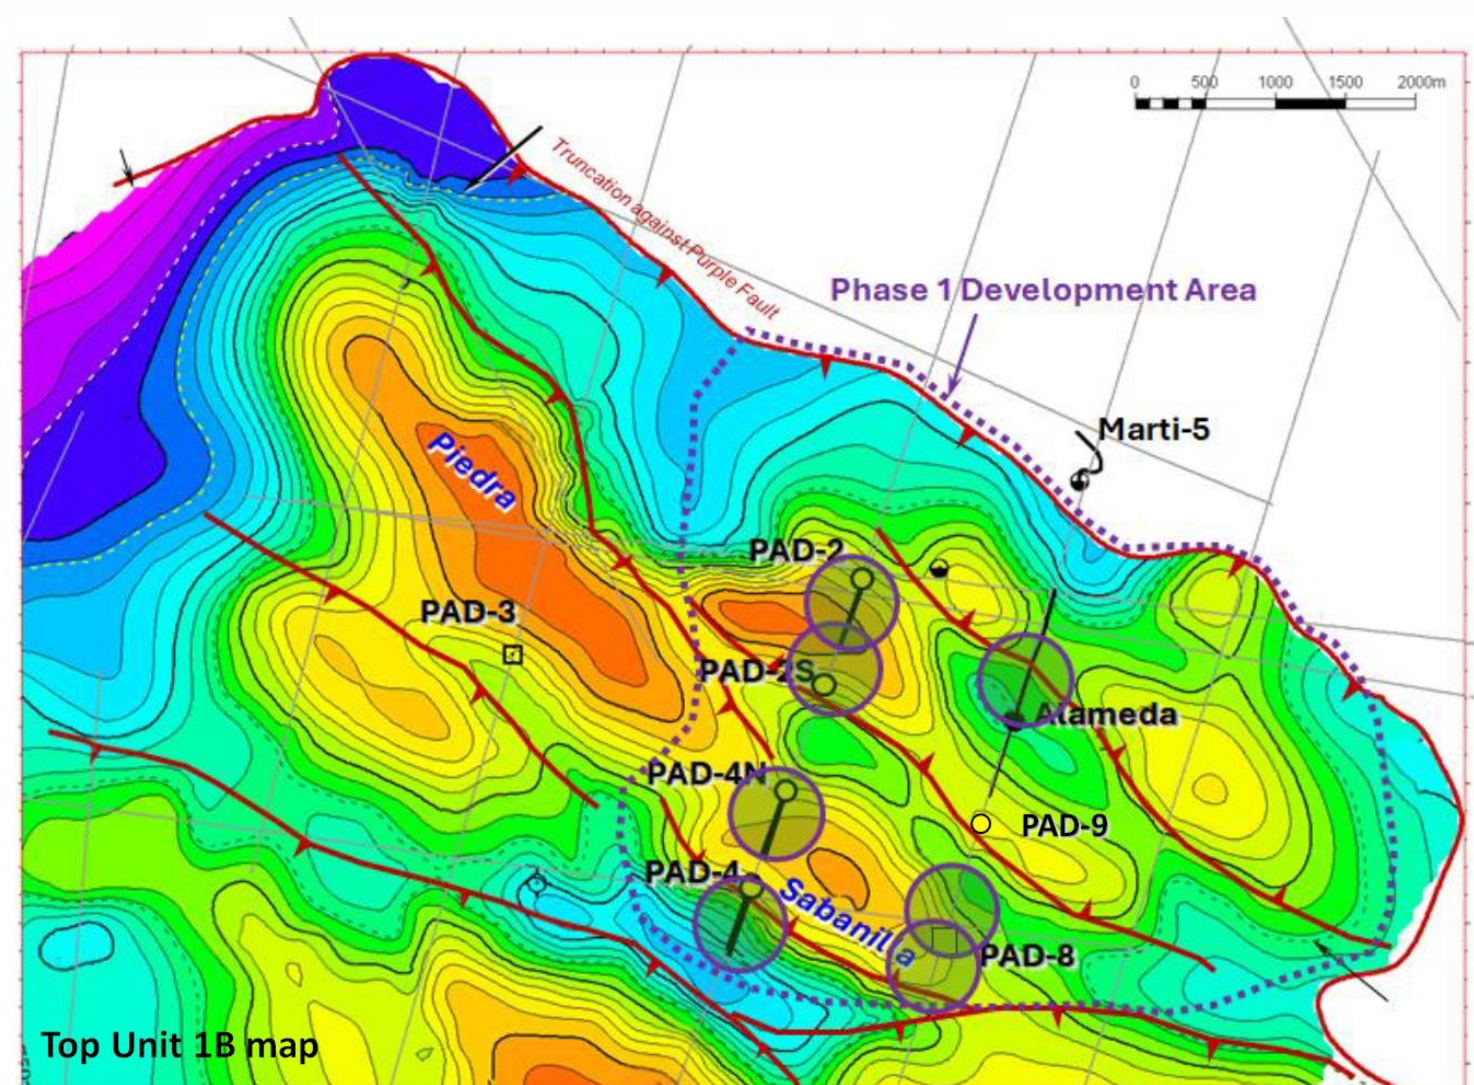 0 500 1000 1500 2000m
Truncation against Purple Fault
Phase 1 Development Area
Marti-5
Piedra
PAD-2
PAD-3
PAD-2S
Alameda
PAD-4N
PAD-9
PAD-4
Sabanilla
PAD-8
Top Unit 1B map